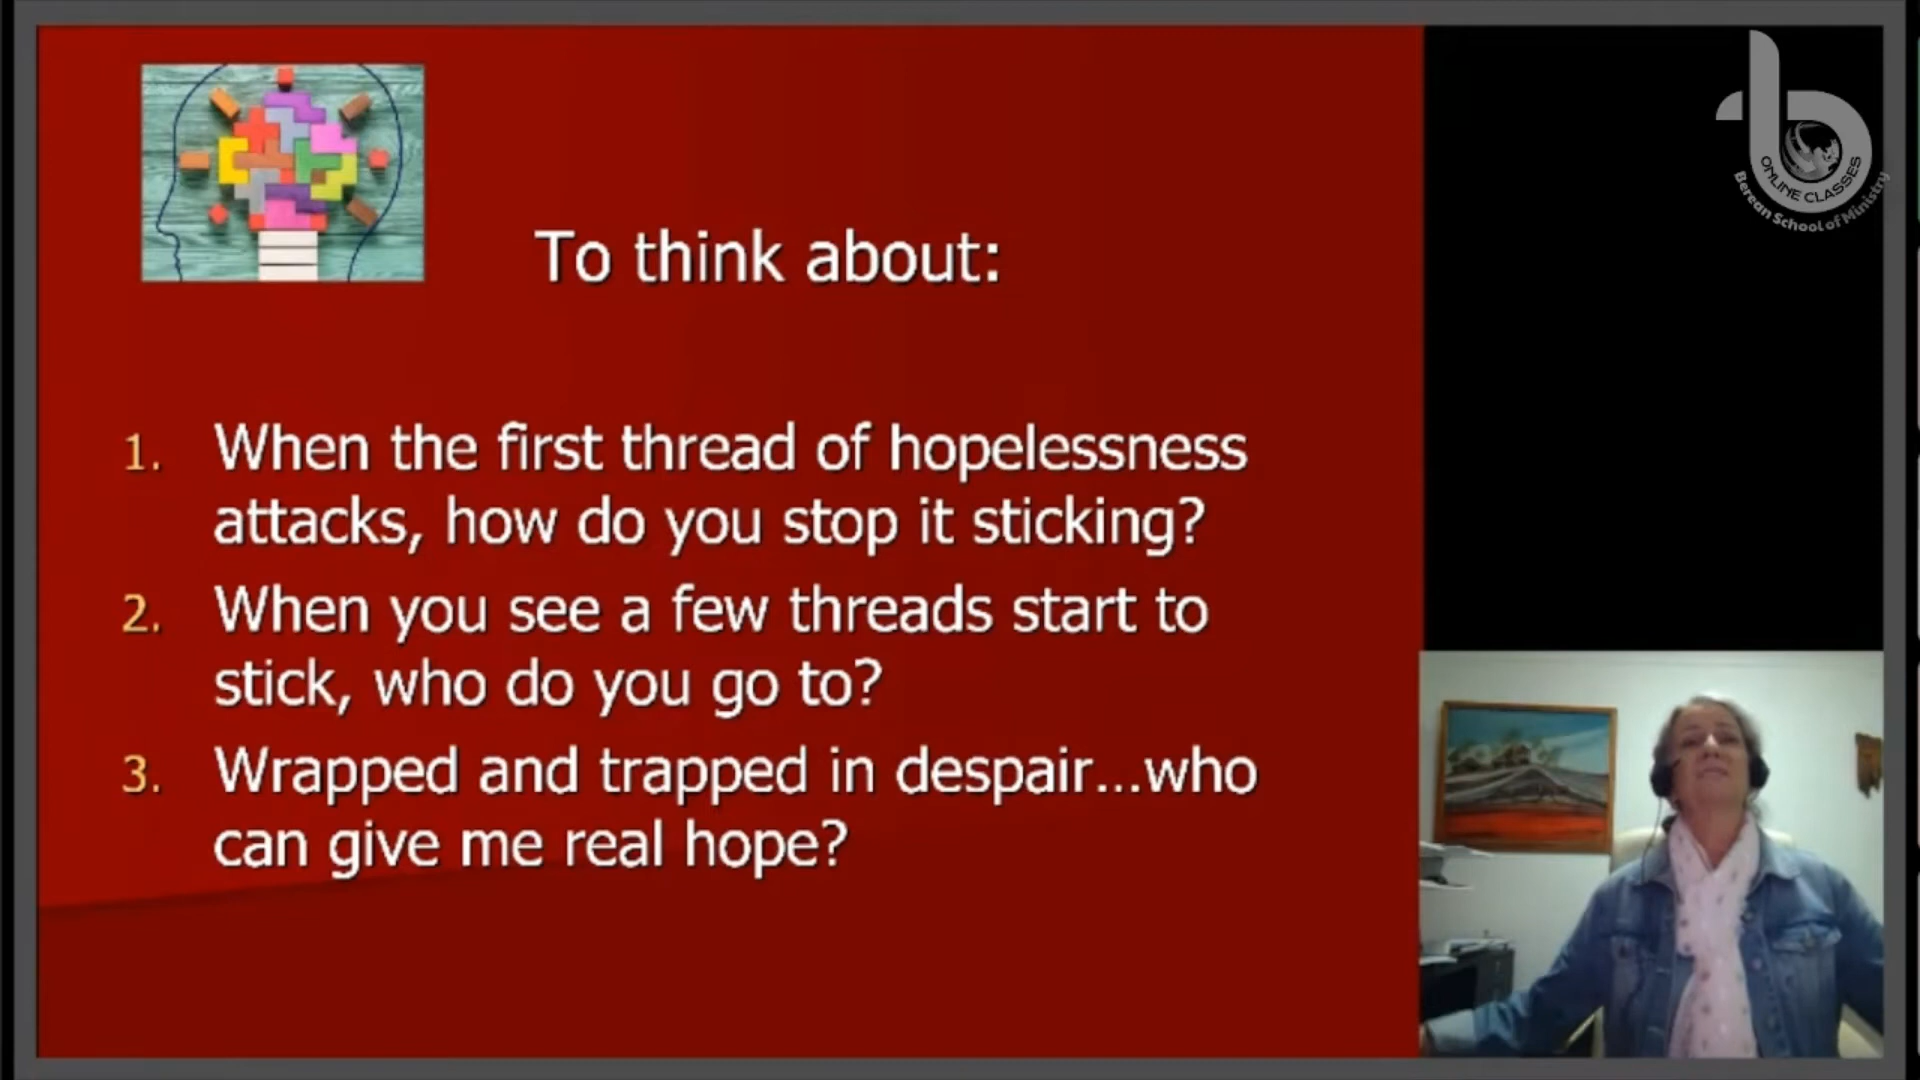 To think about:
1. When the first thread of hopelessness
attacks, how do you stop it sticking?
2. When you see a few threads start to
stick, who do you go to?
3. Wrapped and trapped in despair...who
can give me real hope?
ONLINE CLASSES
Berean School of Ministry